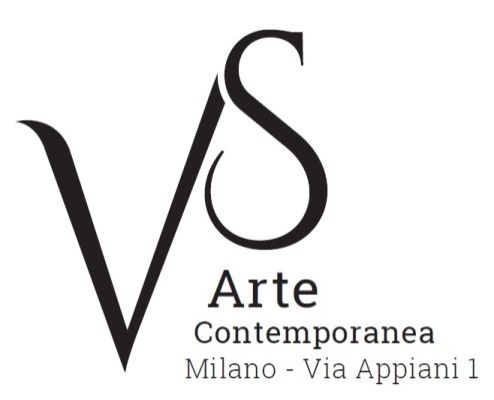 VS
Arte
Contemporanea
Milano - Via Appiani 1